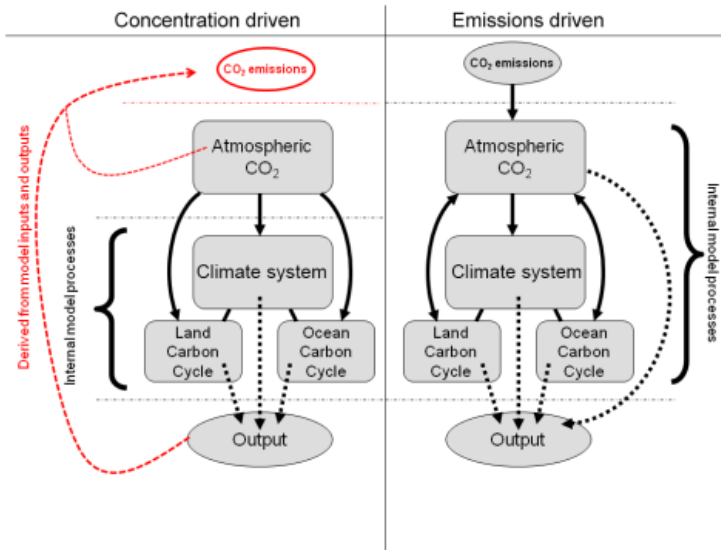 Concentration driven
CO₂ emissions
Atmospheric
CO₂
Climate system
Land
Carbon
Cycle
Ocean
Carbon
Cycle
Output
Derived from model inputs and outputs
Internal model processes
Emissions driven
CO₂ emissions
Atmospheric
CO₂
Climate system
Land
Carbon
Cycle
Ocean
Carbon
Cycle
Output
Internal model processes